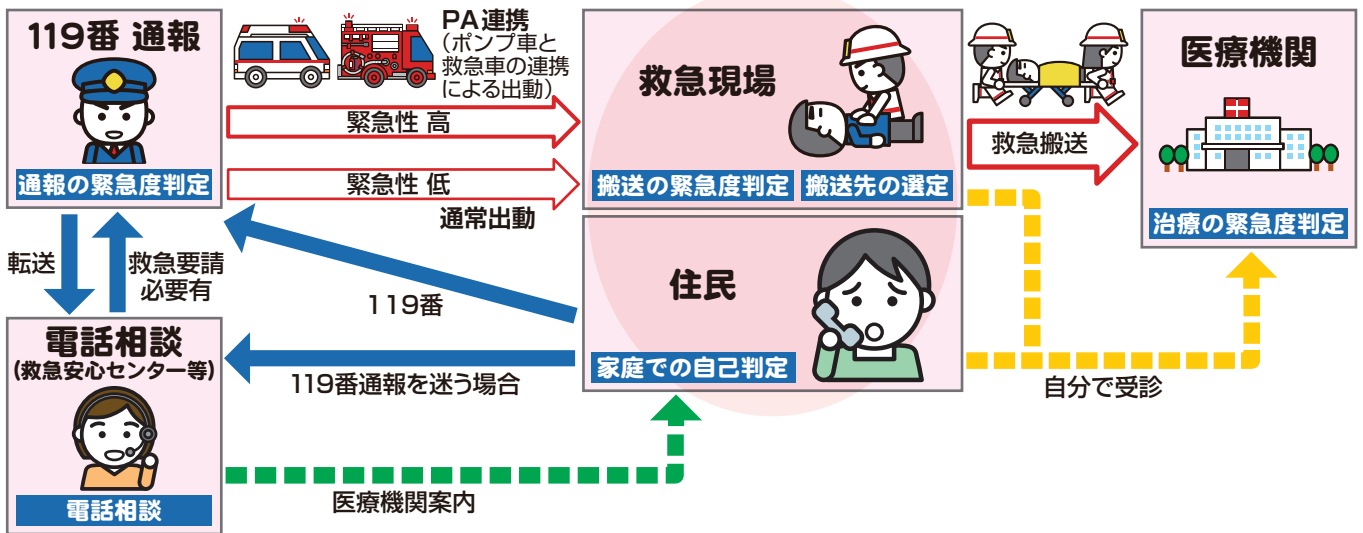 119番 通報
通報の緊急度判定
PA連携
(ポンプ車と
救急車の連携
による出動)
緊急性 高
緊急性 低
通常出動
救急現場
搬送の緊急度判定
搬送先の選定
救急搬送
医療機関
治療の緊急度判定
転送
救急要請
必要有
119番
住民
家庭での自己判定
電話相談
(救急安心センター等)
電話相談
119番通報を迷う場合
自分で受診
医療機関案内